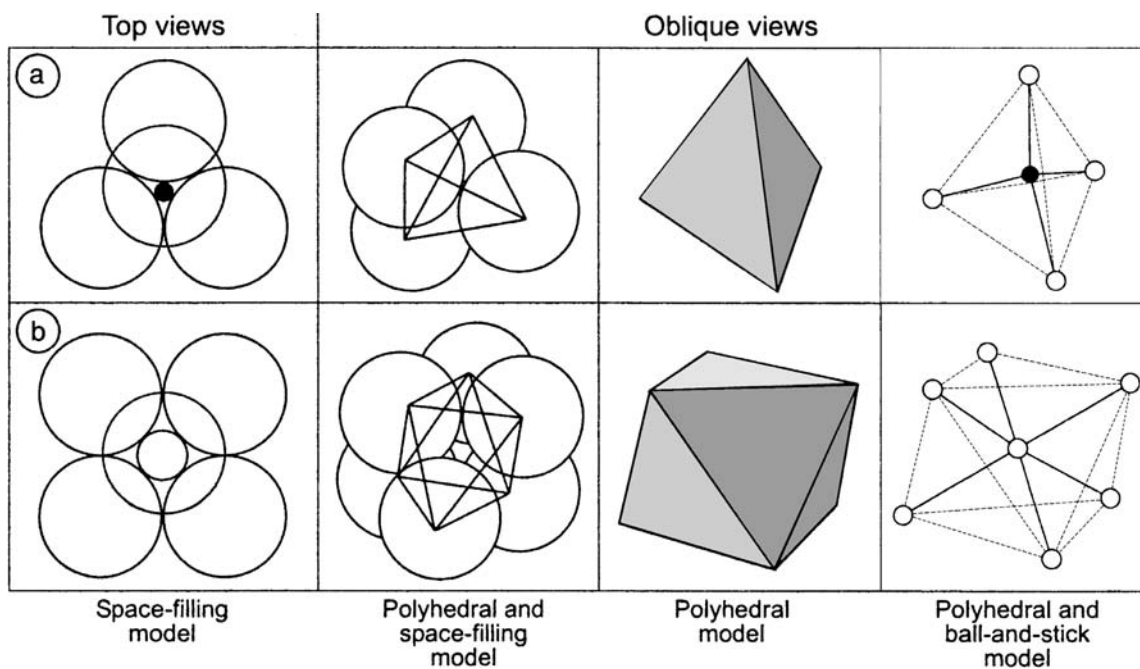 Top views
Oblique views
a
b
Space-filling
model
Polyhedral and
space-filling
model
Polyhedral
model
Polyhedral and
ball-and-stick
model